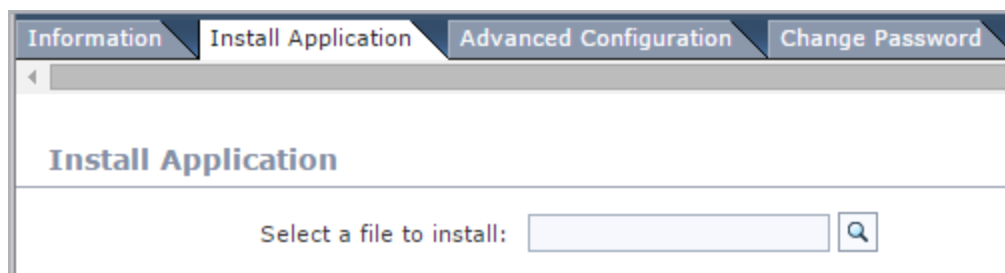 Information Install Application Advanced Configuration Change Password
Install Application
Select a file to install: